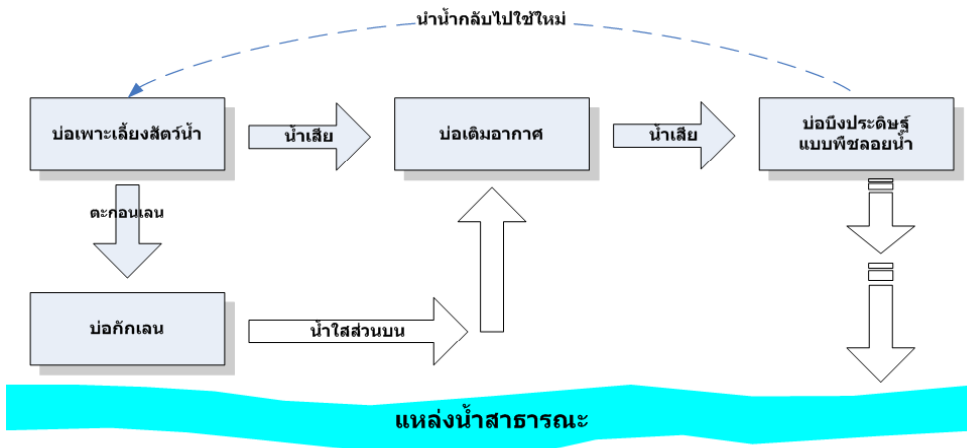 นำน้ำกลับไปใช้ใหม่
บ่อเพาะเลี้ยงสัตว์น้ำ
น้ำเสีย
บ่อเติมอากาศ
น้ำเสีย
บ่อบึงประดิษฐ์
แบบพืชลอยน้ำ
ตะกอนเลน
บ่อกักเลน
น้ำใสส่วนบน
แหล่งน้ำสาธารณะ